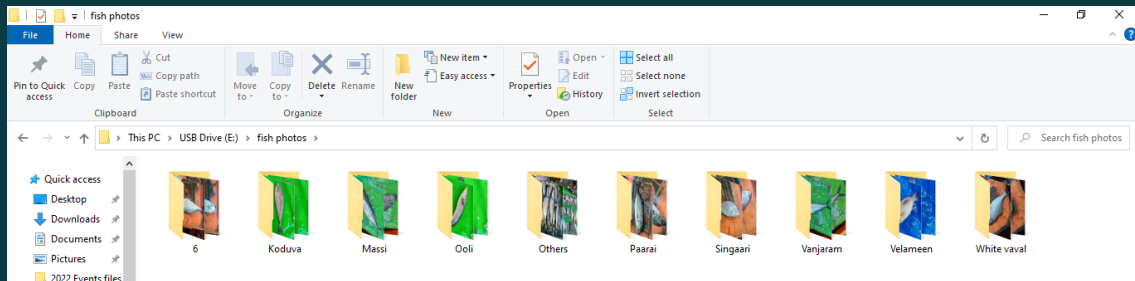 fish photos
File Home Share View
Pin to Quick access
Copy
Paste
Cut
Copy path
Paste shortcut
Clipboard
Move to
Copy to
Delete
Rename
Organize
New folder
New item
Easy access
New
Properties
Open
Edit
History
Open
Select all
Select none
Invert selection
Select
This PC > USB Drive (E:) > fish photos >
Search fish photos
Quick access
Desktop
Downloads
Documents
Pictures
2022 Events files
6
Koduva
Massi
Ooli
Others
Paarai
Singaari
Vanjaram
Velameen
White vaval